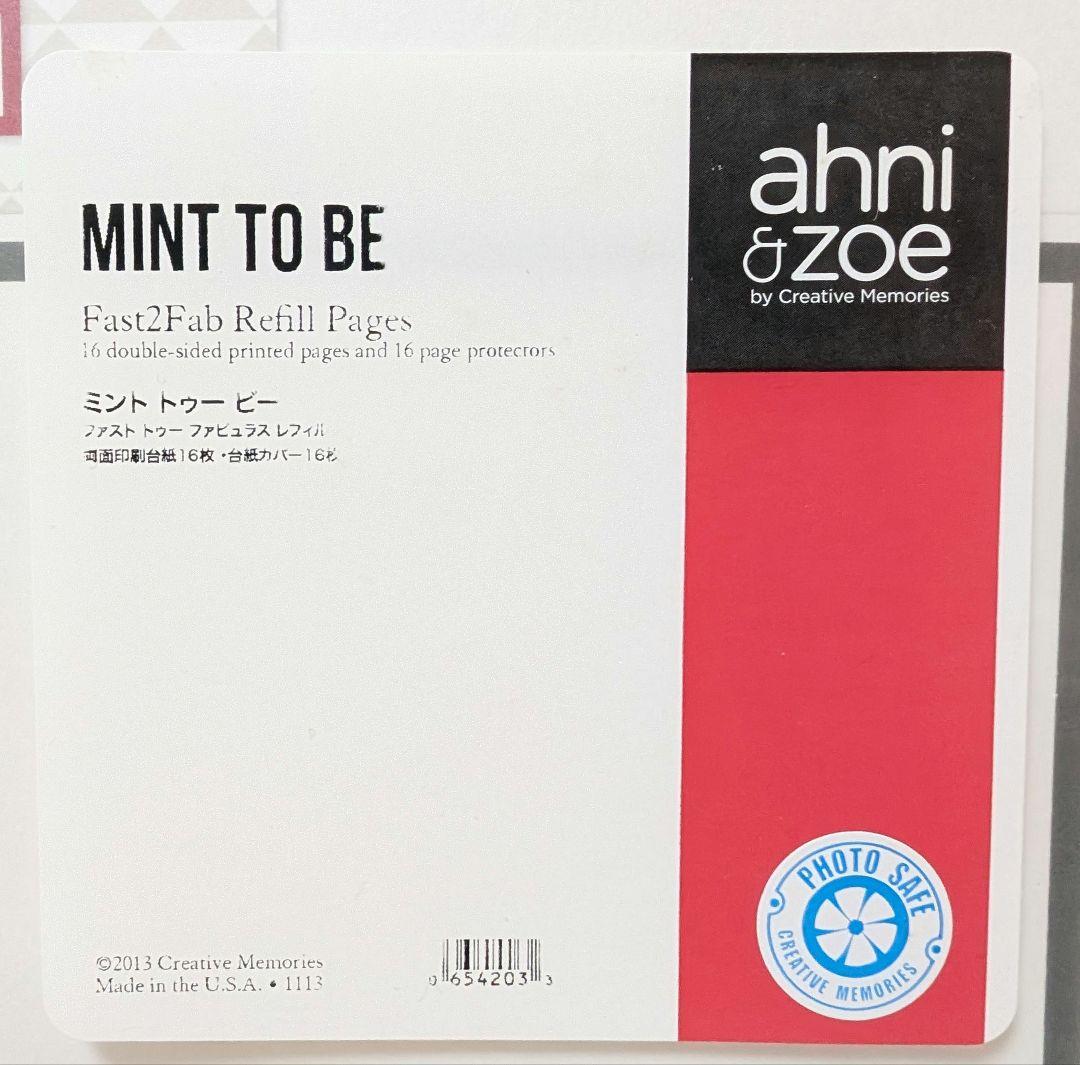 MINT TO BE
Fast2Fab Refill Pages
16 double-sided printed pages and 16 page protectors
ミント トゥー ビー
ファスト トゥー ファビュラス レフィル
両面印刷台紙16枚・台紙カバー16枚
ahni
&zoe
by Creative Memories
PHOTO SAFE
CREATIVE MEMORIES
©2013 Creative Memories
Made in the U.S.A. • 1113
0 654203 3